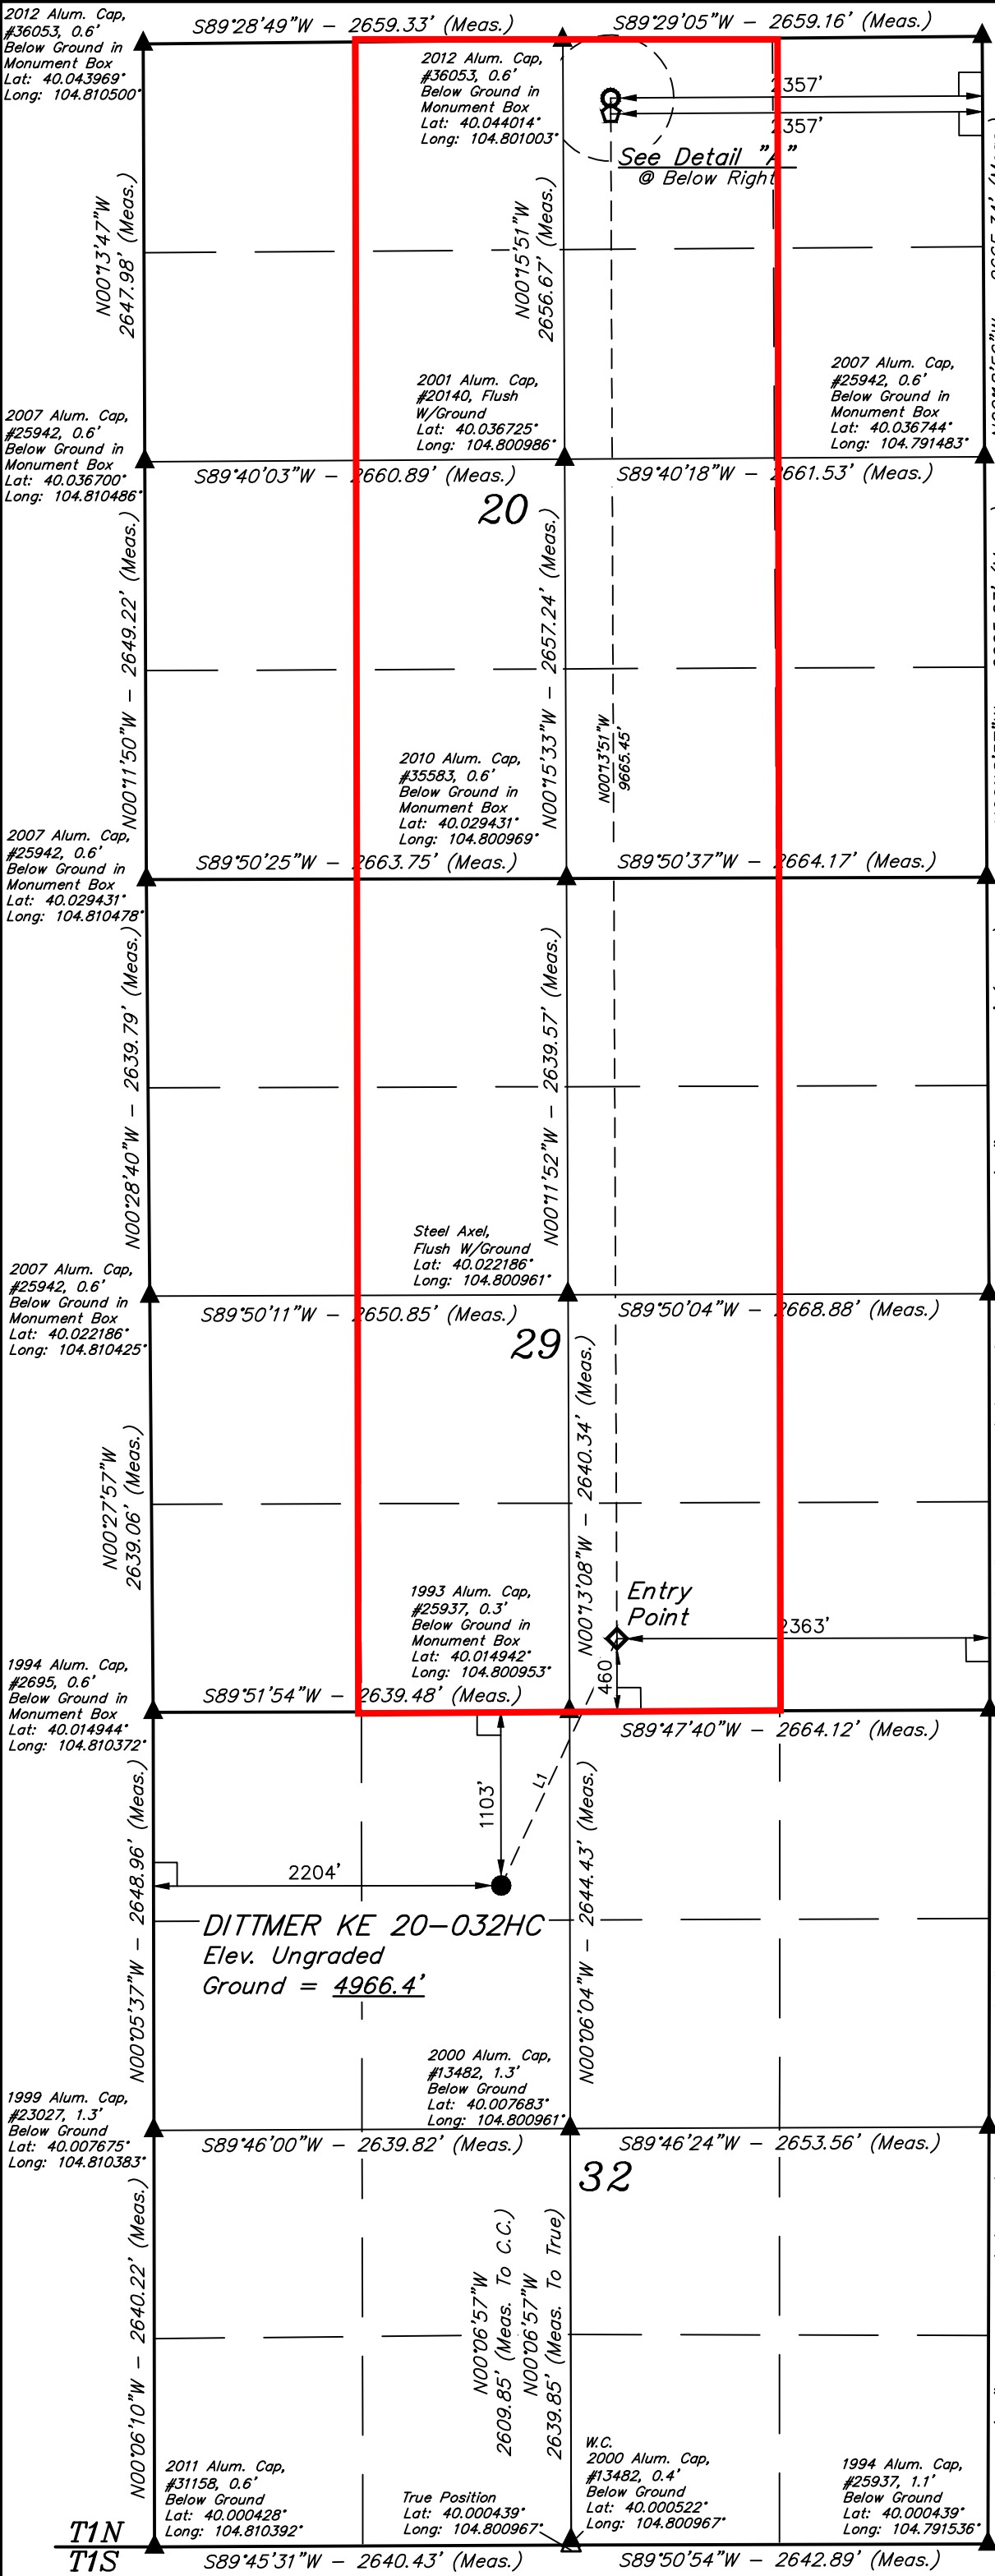 2012 Alum. Cap,
#36053, 0.6'
Below Ground in
Monument Box
Lat: 40.043969°
Long: 104.810500°
S89°28'49"W - 2659.33' (Meas.)
S89°29'05"W - 2659.16' (Meas.)
2012 Alum. Cap,
#36053, 0.6'
Below Ground in
Monument Box
Lat: 40.044014°
Long: 104.801003°
2357'
2357'
See Detail "A"
@ Below Right
N00°13'47"W
2647.98' (Meas.)
N00°15'51"W
2656.67' (Meas.)
2007 Alum. Cap,
#25942, 0.6'
Below Ground in
Monument Box
Lat: 40.036700°
Long: 104.810486°
2001 Alum. Cap,
#20140, Flush
W/Ground
Lat: 40.036725°
Long: 104.800986°
2007 Alum. Cap,
#25942, 0.6'
Below Ground in
Monument Box
Lat: 40.036744°
Long: 104.791483°
S89°40'03"W - 2660.89' (Meas.)
S89°40'18"W - 2661.53' (Meas.)
20
N00°11'50"W - 2649.22' (Meas.)
N00°15'33"W - 2657.24' (Meas.)
N00°13'51"W
9665.45'
2010 Alum. Cap,
#35583, 0.6'
Below Ground in
Monument Box
Lat: 40.029431°
Long: 104.800969°
2007 Alum. Cap,
#25942, 0.6'
Below Ground in
Monument Box
Lat: 40.029431°
Long: 104.810478°
S89°50'25"W - 2663.75' (Meas.)
S89°50'37"W - 2664.17' (Meas.)
N00°28'40"W - 2639.79' (Meas.)
N00°11'52"W - 2639.57' (Meas.)
Steel Axel,
Flush W/Ground
Lat: 40.022186°
Long: 104.800961°
2007 Alum. Cap,
#25942, 0.6'
Below Ground in
Monument Box
Lat: 40.022186°
Long: 104.810425°
S89°50'11"W - 2650.85' (Meas.)
S89°50'04"W - 2668.88' (Meas.)
29
N00°27'57"W
2639.06' (Meas.)
N00°13'08"W - 2640.34' (Meas.)
1993 Alum. Cap,
#25937, 0.3'
Below Ground in
Monument Box
Lat: 40.014942°
Long: 104.800953°
Entry
Point
2363'
460'
1994 Alum. Cap,
#2695, 0.6'
Below Ground in
Monument Box
Lat: 40.014944°
Long: 104.810372°
S89°51'54"W - 2639.48' (Meas.)
S89°47'40"W - 2664.12' (Meas.)
N00°05'37"W - 2648.96' (Meas.)
1103'
L1
2204'
N00°06'04"W - 2644.43' (Meas.)
DITTMER KE 20-032HC
Elev. Ungraded
Ground = 4966.4'
2000 Alum. Cap,
#13482, 1.3'
Below Ground
Lat: 40.007683°
Long: 104.800961°
1999 Alum. Cap,
#23027, 1.3'
Below Ground
Lat: 40.007675°
Long: 104.810383°
S89°46'00"W - 2639.82' (Meas.)
S89°46'24"W - 2653.56' (Meas.)
32
N00°06'10"W - 2640.22' (Meas.)
N00°06'57"W
2609.85' (Meas. To C.C.)
N00°06'57"W
2639.85' (Meas. To True)
2011 Alum. Cap,
#31158, 0.6'
Below Ground
Lat: 40.000428°
Long: 104.810392°
True Position
Lat: 40.000439°
Long: 104.800967°
W.C.
2000 Alum. Cap,
#13482, 0.4'
Below Ground
Lat: 40.000522°
Long: 104.800967°
1994 Alum. Cap,
#25937, 1.1'
Below Ground
Lat: 40.000439°
Long: 104.791536°
T1N
T1S
S89°45'31"W - 2640.43' (Meas.)
S89°50'54"W - 2642.89' (Meas.)